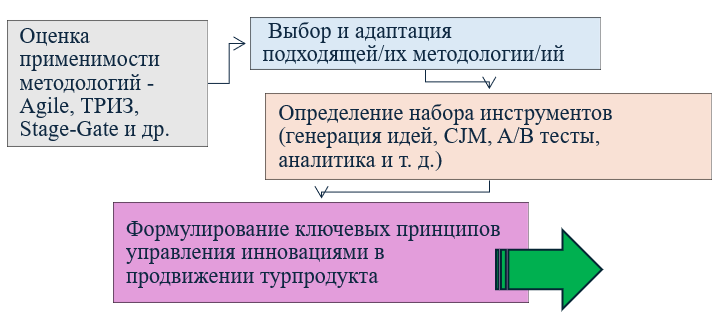 Оценка
применимости
методологий -
Agile, ТРИЗ,
Stage-Gate и др.
Выбор и адаптация
подходящей/их методологии/ий
Определение набора инструментов
(генерация идей, CJM, A/B тесты,
аналитика и т. д.)
Формулирование ключевых принципов
управления инновациями в
продвижении турпродукта